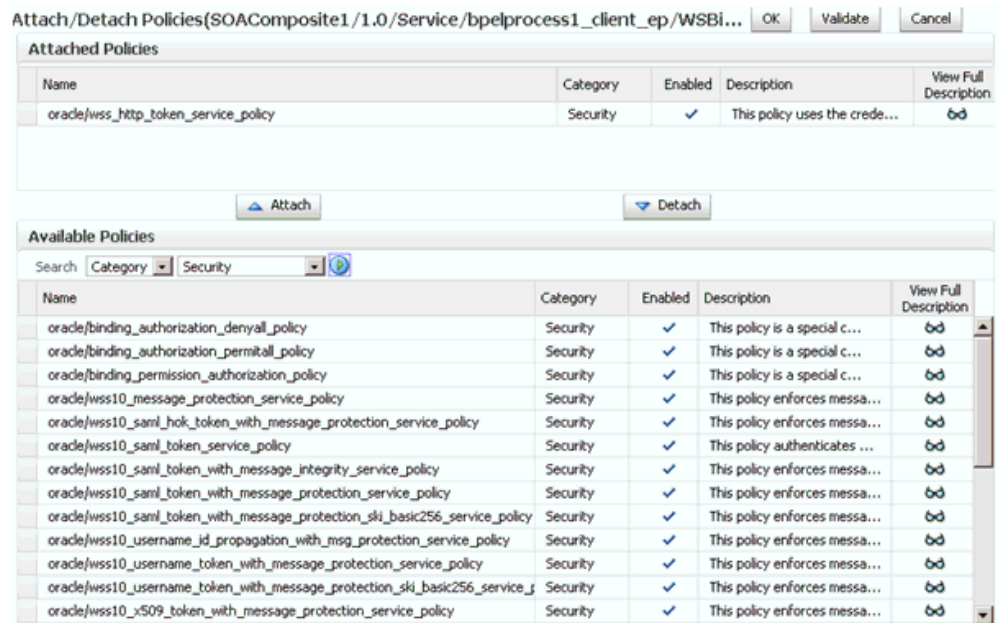 Attach/Detach Policies(SOAComposite1/1.0/Service/bpelprocess1_client_ep/WSBi... OK Validate Cancel
Attached Policies
Name Category Enabled Description View Full Description
oracle/wss_http_token_service_policy Security This policy uses the crede...
Attach Detach
Available Policies
Search Category Security
Name Category Enabled Description View Full Description
oracle/binding_authorization_denyall_policy Security This policy is a special c...
oracle/binding_authorization_permitall_policy Security This policy is a special c...
oracle/binding_permission_authorization_policy Security This policy is a special c...
oracle/wss10_message_protection_service_policy Security This policy enforces messa...
oracle/wss10_saml_hok_token_with_message_protection_service_policy Security This policy enforces messa...
oracle/wss10_saml_token_service_policy Security This policy authenticates ...
oracle/wss10_saml_token_with_message_integrity_service_policy Security This policy enforces messa...
oracle/wss10_saml_token_with_message_protection_service_policy Security This policy enforces messa...
oracle/wss10_saml_token_with_message_protection_ski_basic256_service_policy Security This policy enforces messa...
oracle/wss10_username_id_propagation_with_msg_protection_service_policy Security This policy enforces messa...
oracle/wss10_username_token_with_message_protection_service_policy Security This policy enforces messa...
oracle/wss10_username_token_with_message_protection_ski_basic256_service_p Security This policy enforces messa...
oracle/wss10_x509_token_with_message_protection_service_policy Security This policy enforces messa...